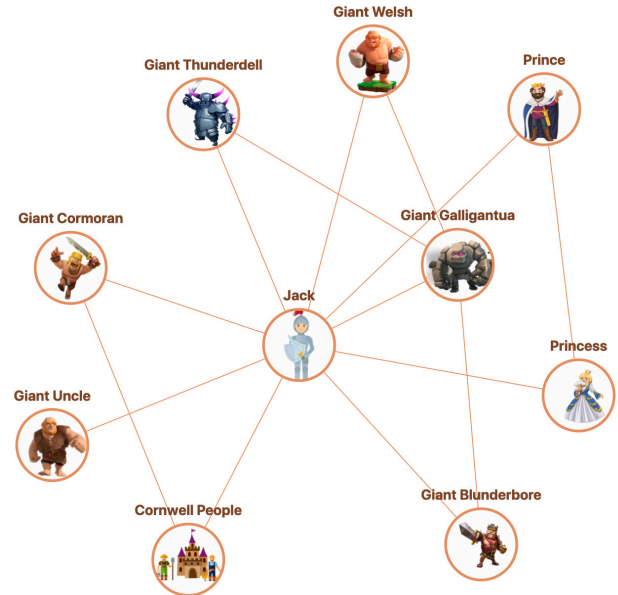 Giant Welsh
Giant Thunderdell
Prince
Giant Cormoran
Giant Galligantua
Jack
Princess
Giant Uncle
Giant Blunderbore
Cornwell People